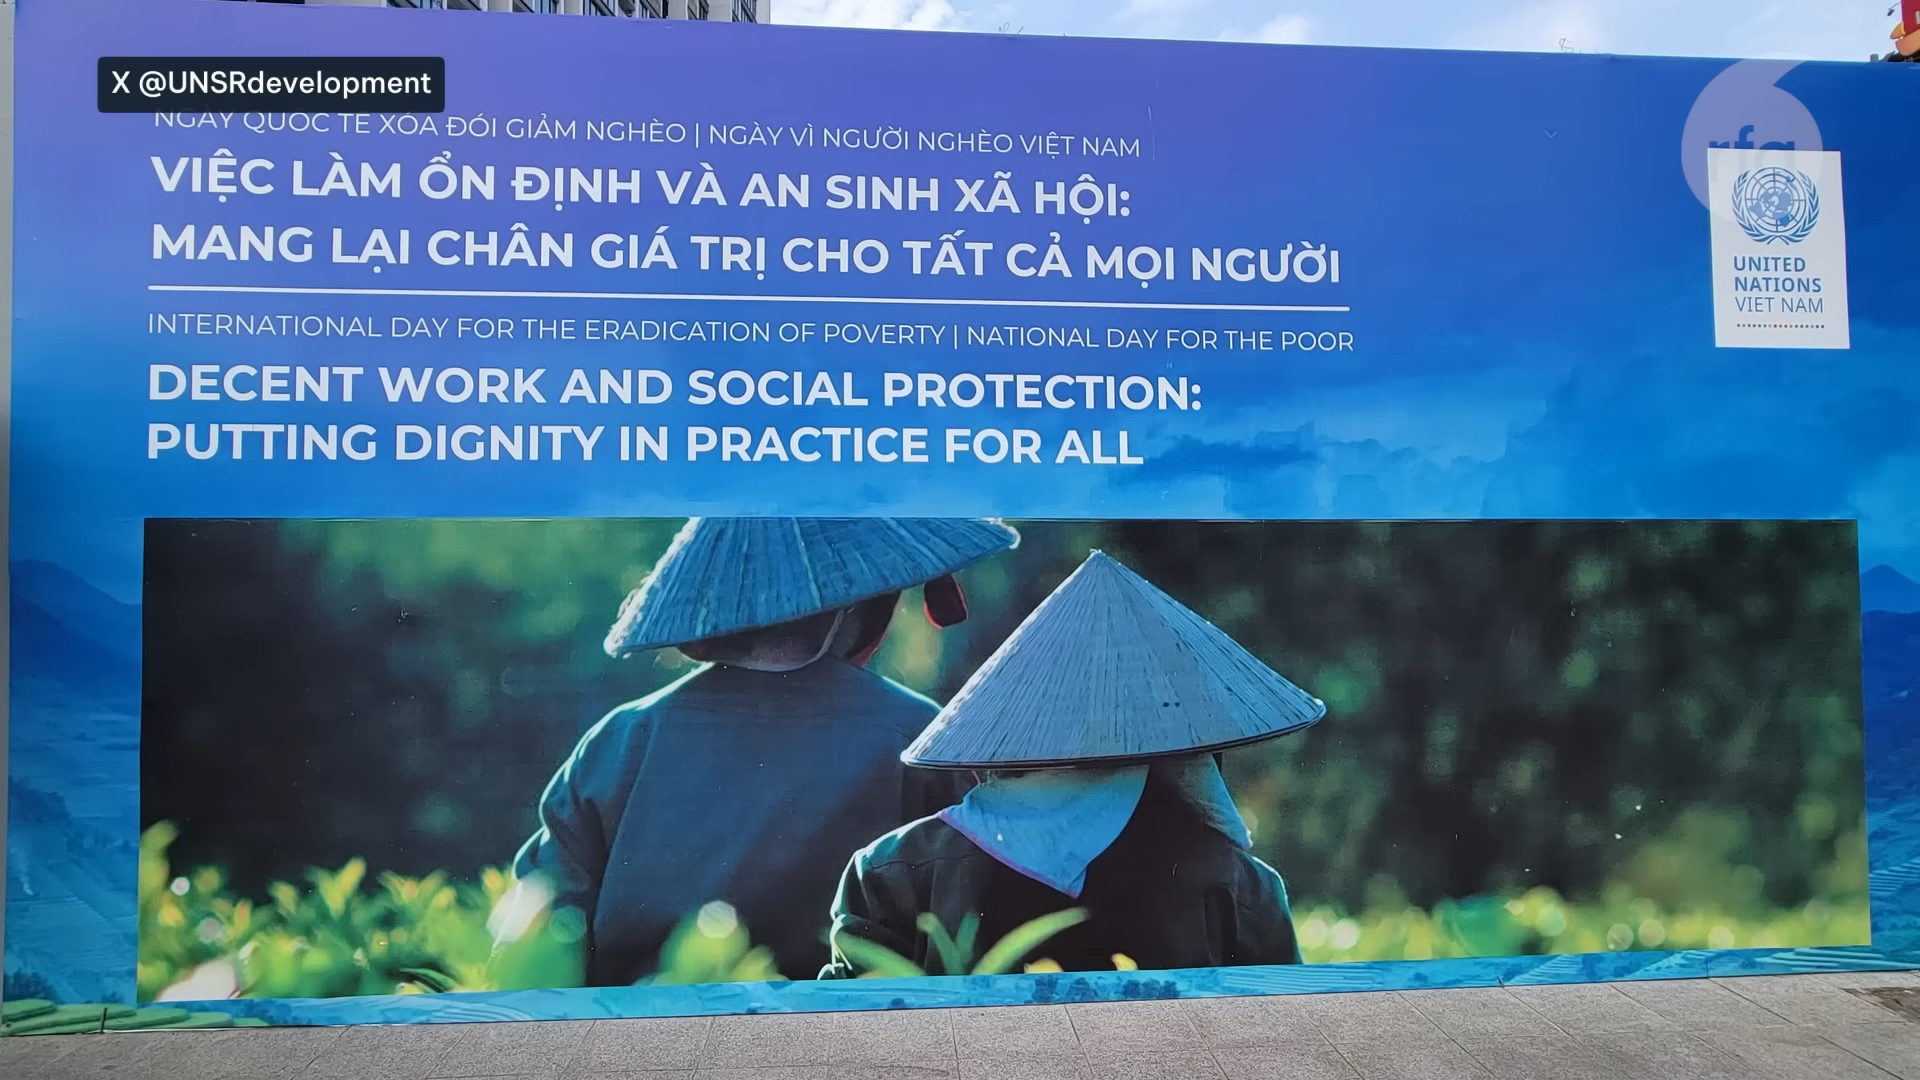 X @UNSRdevelopment
NGÀY QUỐC TẾ XÓA ĐÓI GIẢM NGHÈO | NGÀY VÌ NGƯỜI NGHÈO VIỆT NAM
VIỆC LÀM ỔN ĐỊNH VÀ AN SINH XÃ HỘI:
MANG LẠI CHÂN GIÁ TRỊ CHO TẤT CẢ MỌI NGƯỜI
INTERNATIONAL DAY FOR THE ERADICATION OF POVERTY | NATIONAL DAY FOR THE POOR
DECENT WORK AND SOCIAL PROTECTION:
PUTTING DIGNITY IN PRACTICE FOR ALL
rfa
UNITED
NATIONS
VIET NAM